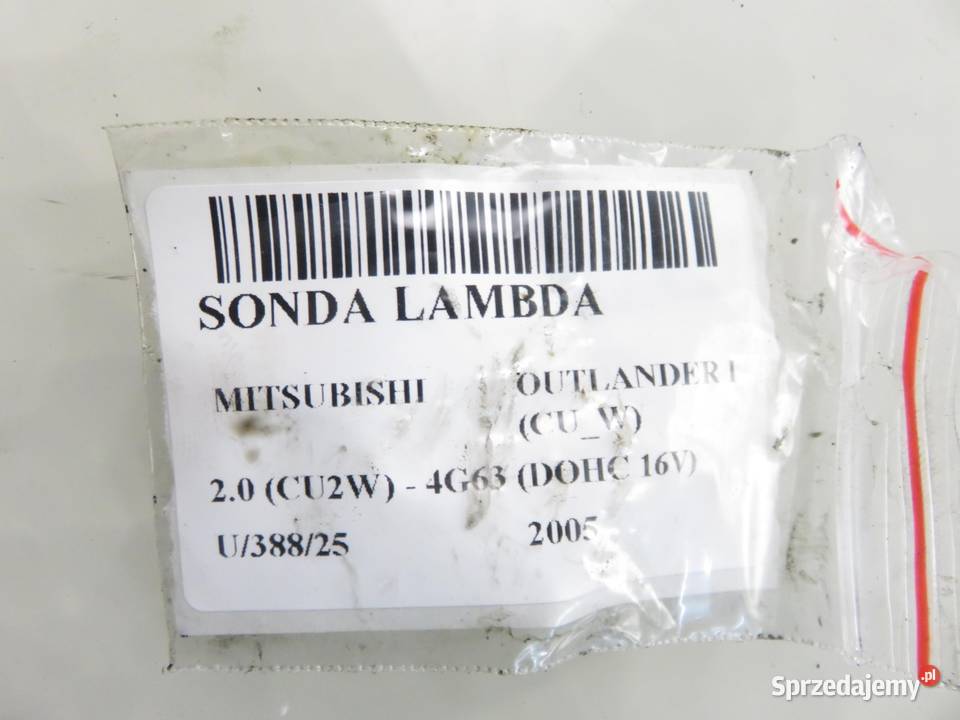 SONDA LAMBDA
MITSUBISHI OUTLANDER I
(CU_W)
2.0 (CU2W) - 4G63 (DOHC 16V)
U/388/25 2005
Sprzedajemy.pl